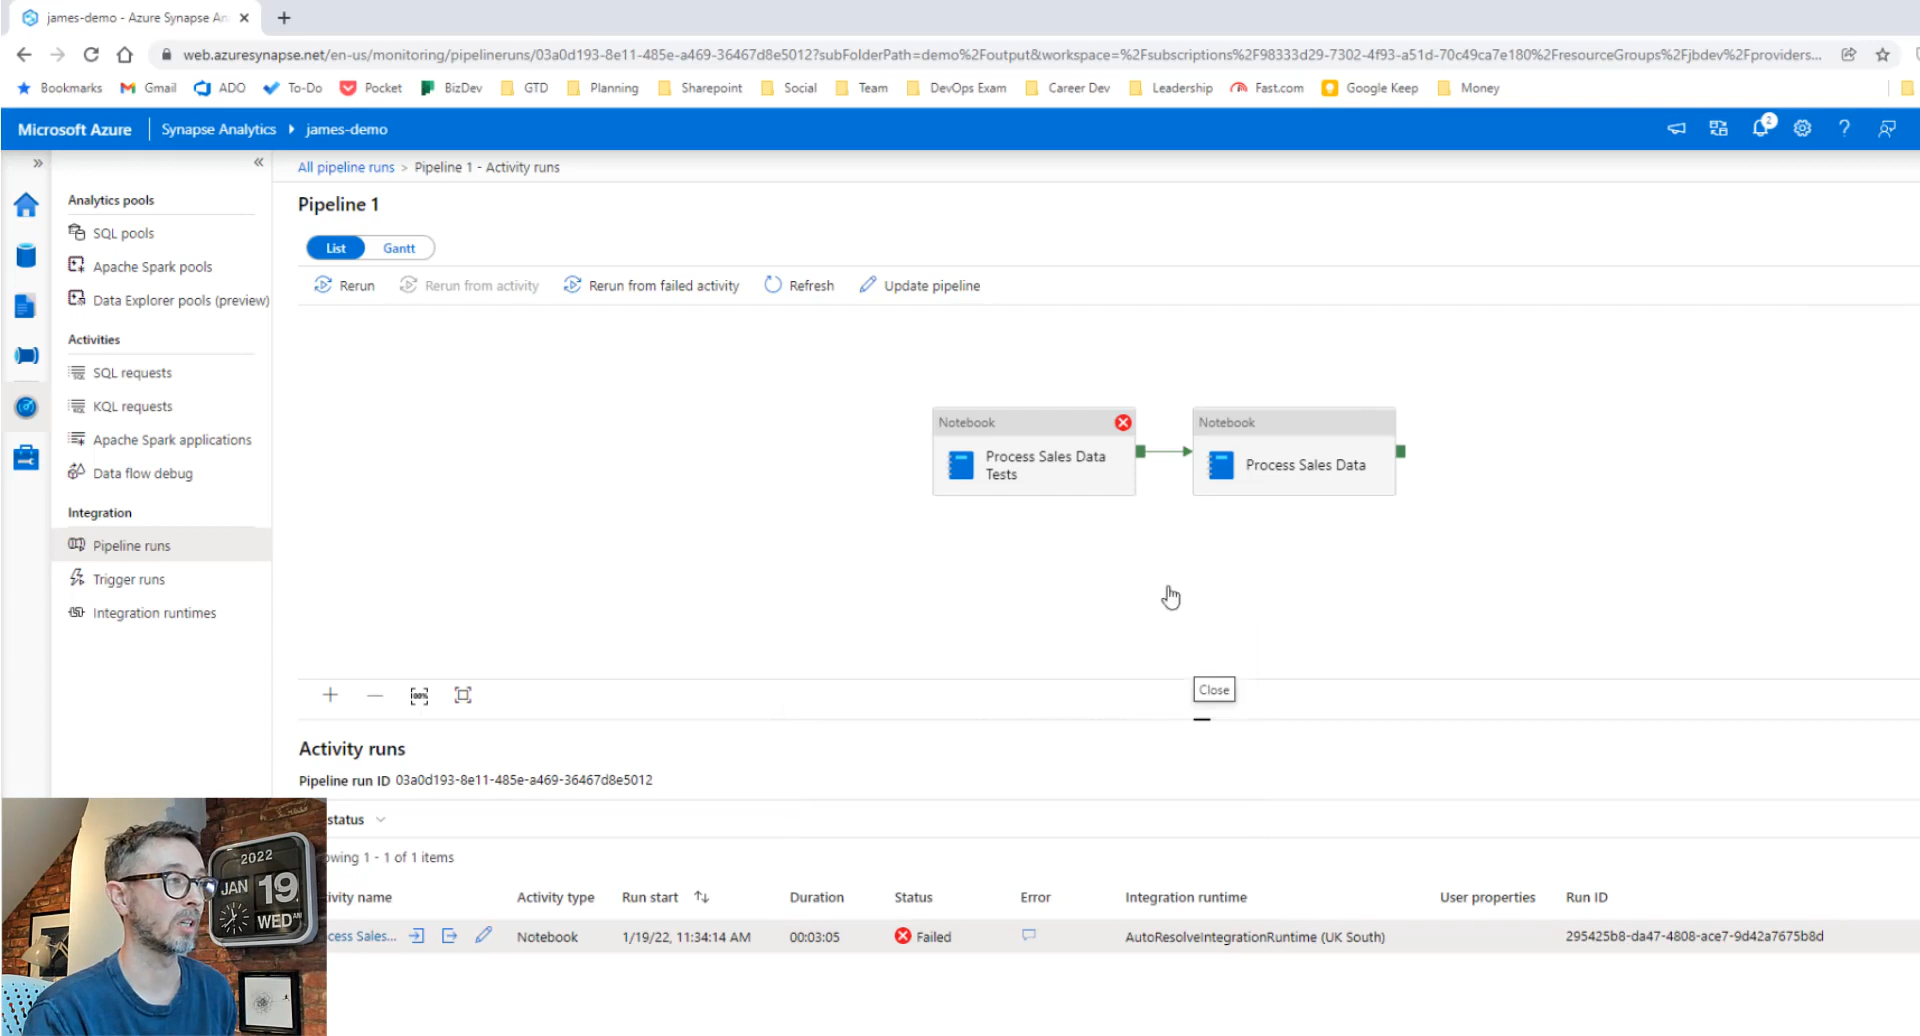 james-demo - Azure Synapse An
web.azuresynapse.net/en-us/monitoring/pipelineruns/03a0d193-8e11-485e-a469-36467d8e5012?subFolderPath=demo%2Foutput&workspace=%2Fsubscriptions%2F98333d29-7302-4f93-a51d-70c49ca7e180%2FresourceGroups%2Fjbdev%2Fproviders...
Bookmarks Gmail ADO To-Do Pocket BizDev GTD Planning Sharepoint Social Team DevOps Exam Career Dev Leadership Fast.com Google Keep Money
Microsoft Azure Synapse Analytics james-demo 2
All pipeline runs > Pipeline 1 - Activity runs
Analytics pools
SQL pools
Apache Spark pools
Data Explorer pools (preview)
Activities
SQL requests
KQL requests
Apache Spark applications
Data flow debug
Integration
Pipeline runs
Trigger runs
Integration runtimes
Pipeline 1
List Gantt
Rerun Rerun from activity Rerun from failed activity Refresh Update pipeline
Notebook
Process Sales Data
Tests
Notebook
Process Sales Data
Close
Activity runs
Pipeline run ID 03a0d193-8e11-485e-a469-36467d8e5012
status
owing 1 - 1 of 1 items
ivity name Activity type Run start Duration Status Error Integration runtime User properties Run ID
cess Sales... Notebook 1/19/22, 11:34:14 AM 00:03:05 Failed AutoResolveIntegrationRuntime (UK South) 295425b8-da47-4808-ace7-9d42a7675b8d
2022
JAN 19
WED